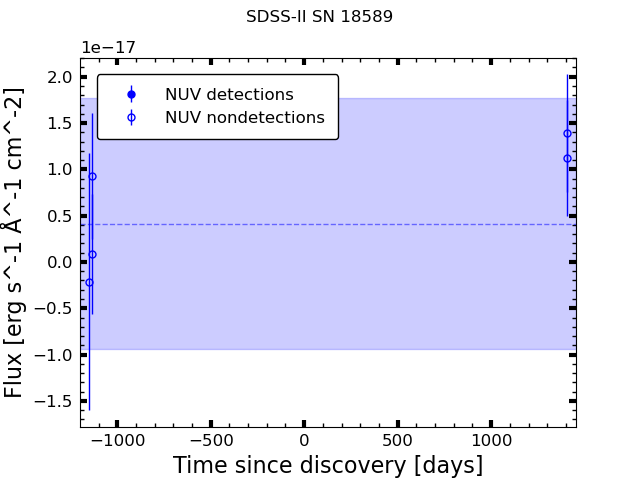 SDSS-II SN 18589
1e−17
NUV detections
NUV nondetections
2.0
1.5
1.0
0.5
0.0
−0.5
−1.0
−1.5
Flux [erg s^-1 Å^-1 cm^-2]
−1000
−500
0
500
1000
Time since discovery [days]